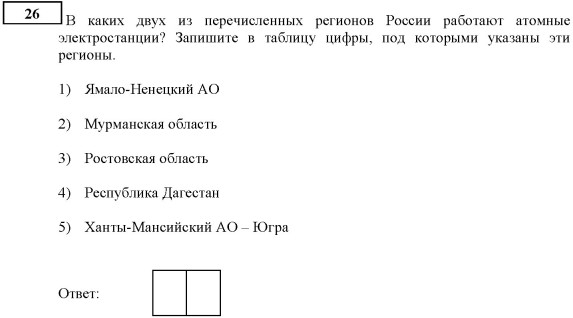 26
В каких двух из перечисленных регионов России работают атомные
электростанции? Запишите в таблицу цифры, под которыми указаны эти
регионы.
1) Ямало-Ненецкий АО
2) Мурманская область
3) Ростовская область
4) Республика Дагестан
5) Ханты-Мансийский АО – Югра
Ответ: